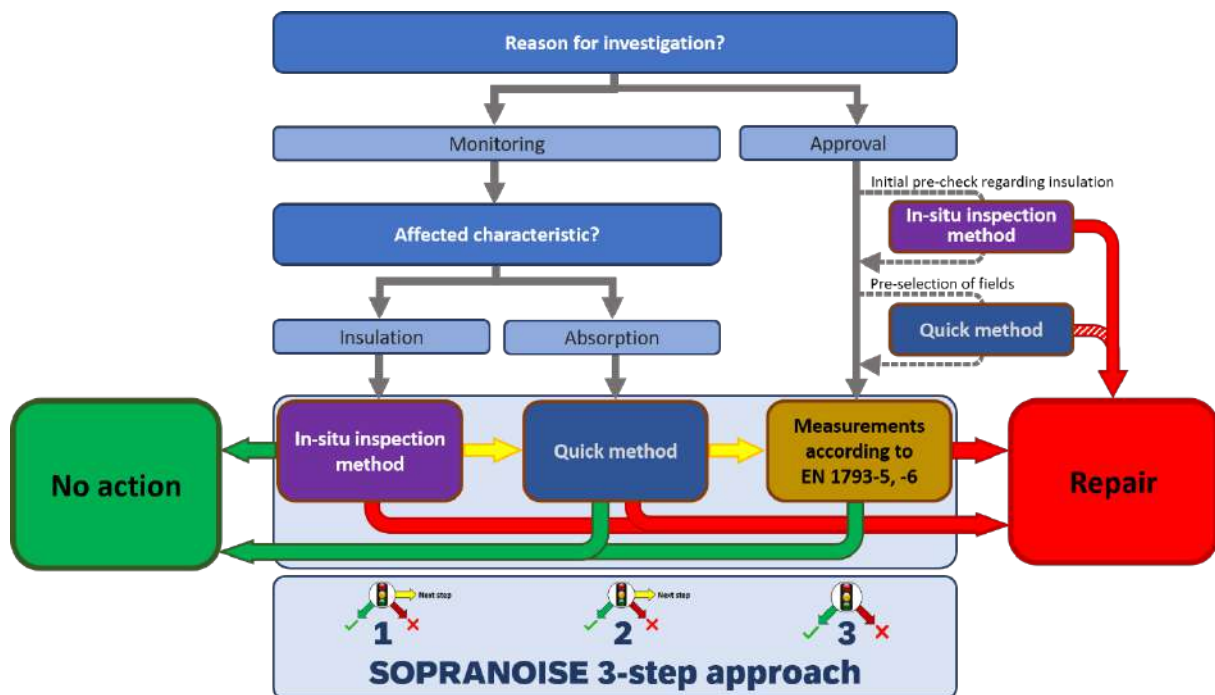 Reason for investigation?
Monitoring
Approval
Initial pre-check regarding insulation
In-situ inspection
method
Affected characteristic?
Pre-selection of fields
Quick method
Insulation
Absorption
No action
In-situ inspection
method
Quick method
Measurements
according to
EN 1793-5, -6
Repair
Next step
Next step
1
2
3
SOPRANOISE 3-step approach